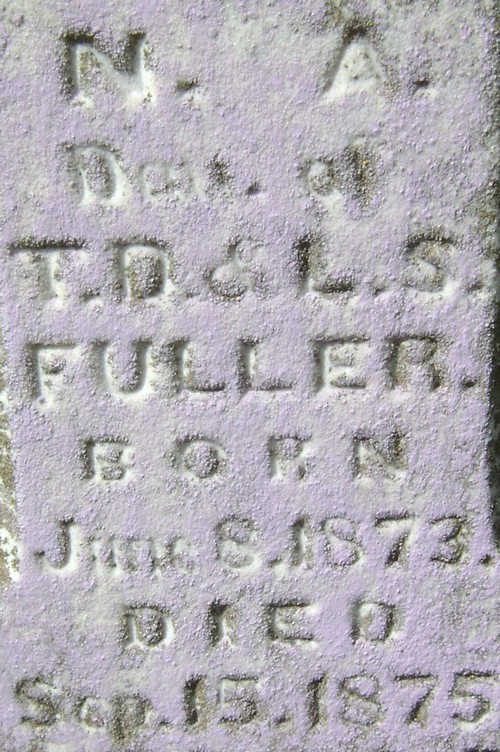 N. A.
Dau. of
T.D.& L.S.
FULLER.
BORN
June 8.1873.
DIED
Sep.15.1875